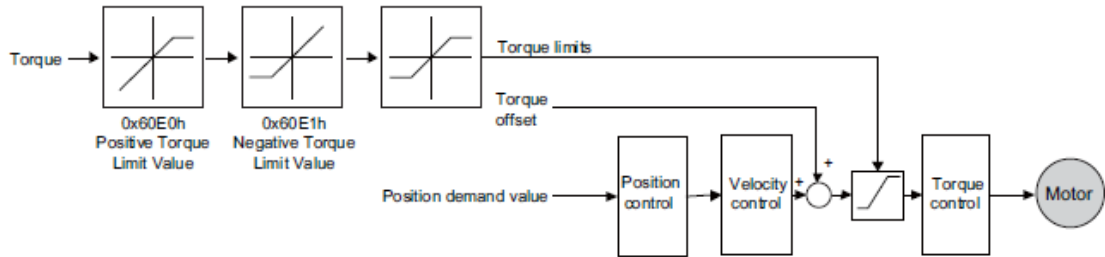 Torque
0x60E0h
Positive Torque
Limit Value
0x60E1h
Negative Torque
Limit Value
Torque limits
Torque
offset
Position demand value
Position
control
Velocity
control
+
+
Torque
control
Motor